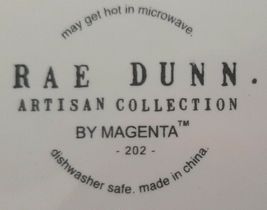 may get hot in microwave.
RAE DUNN.
ARTISAN COLLECTION
BY MAGENTA™
- 202 -
dishwasher safe. made in china.